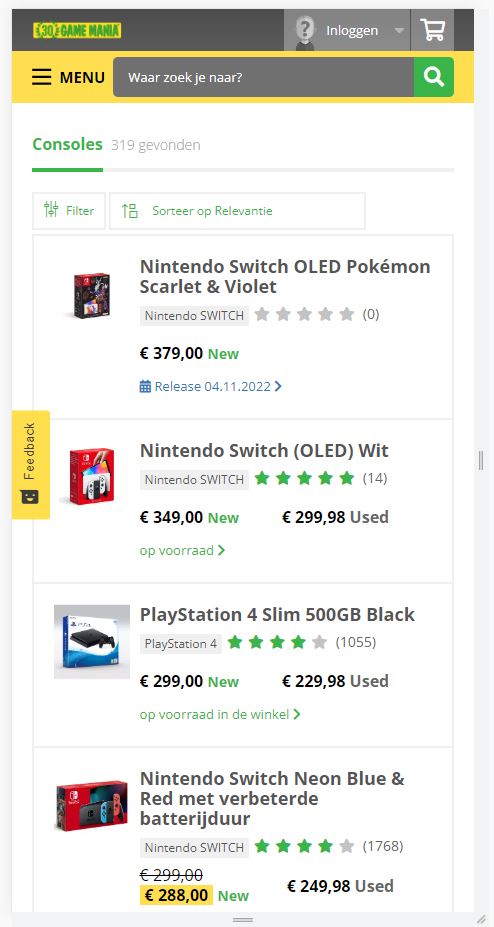 30 GAME MANIA
Inloggen
MENU
Waar zoek je naar?
Consoles 319 gevonden
Filter
Sorteer op Relevantie
Nintendo Switch OLED Pokémon
Scarlet & Violet
Nintendo SWITCH (0)
€ 379,00 New
Release 04.11.2022
Feedback
Nintendo Switch (OLED) Wit
Nintendo SWITCH (14)
€ 349,00 New € 299,98 Used
op voorraad
PlayStation 4 Slim 500GB Black
PlayStation 4 (1055)
€ 299,00 New € 229,98 Used
op voorraad in de winkel
Nintendo Switch Neon Blue &
Red met verbeterde
batterijduur
Nintendo SWITCH (1768)
€ 299,00
€ 288,00 New € 249,98 Used